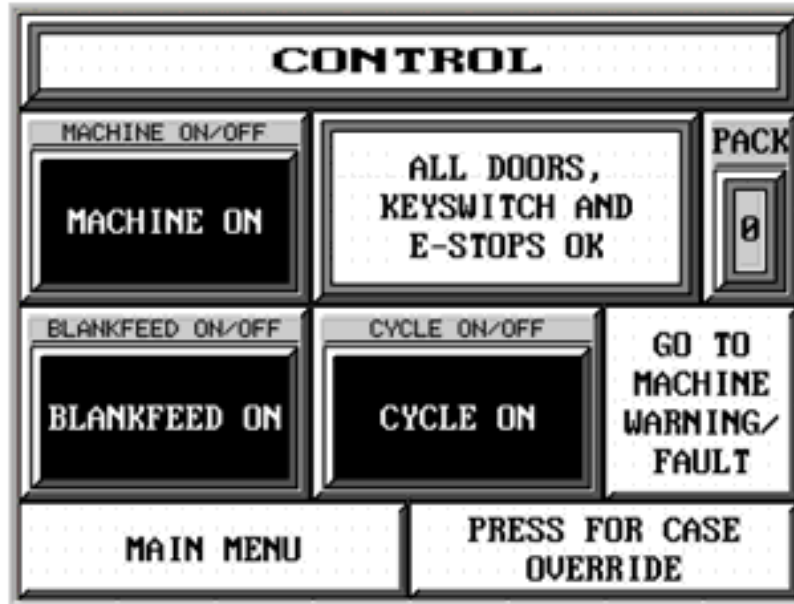 CONTROL
MACHINE ON/OFF
MACHINE ON
ALL DOORS,
KEYSWITCH AND
E-STOPS OK
PACK
0
BLANKFEED ON/OFF
BLANKFEED ON
CYCLE ON/OFF
CYCLE ON
GO TO
MACHINE
WARNING/
FAULT
MAIN MENU
PRESS FOR CASE
OVERRIDE